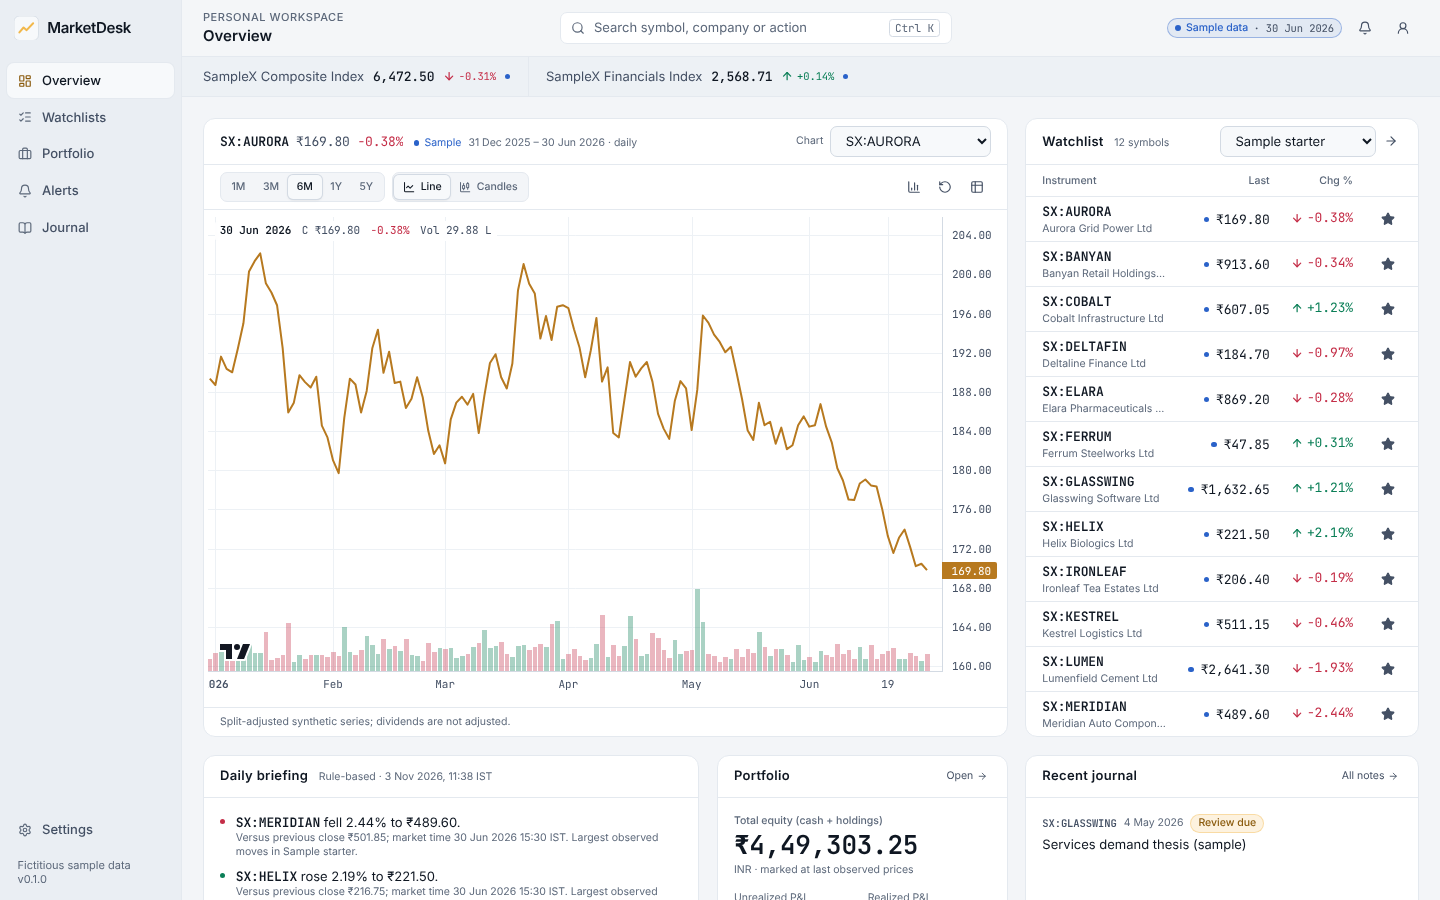 MarketDesk
Overview
Watchlists
Portfolio
Alerts
Journal
Settings
Fictitious sample data
v0.1.0
PERSONAL WORKSPACE
Overview
Search symbol, company or action
Ctrl K
Sample data · 30 Jun 2026
SampleX Composite Index 6,472.50 ↓ -0.31%
SampleX Financials Index 2,568.71 ↑ +0.14%
SX:AURORA ₹169.80 -0.38% Sample 31 Dec 2025 – 30 Jun 2026 · daily
Chart SX:AURORA
1M 3M 6M 1Y 5Y Line Candles
30 Jun 2026 C ₹169.80 -0.38% Vol 29.88 L
204.00
200.00
196.00
192.00
188.00
184.00
180.00
176.00
172.00
169.80
168.00
164.00
160.00
026 Feb Mar Apr May Jun 19
Split-adjusted synthetic series; dividends are not adjusted.
Watchlist 12 symbols Sample starter
Instrument Last Chg %
SX:AURORA ₹169.80 ↓ -0.38%
Aurora Grid Power Ltd
SX:BANYAN ₹913.60 ↓ -0.34%
Banyan Retail Holdings...
SX:COBALT ₹607.05 ↑ +1.23%
Cobalt Infrastructure Ltd
SX:DELTAFIN ₹184.70 ↓ -0.97%
Deltaline Finance Ltd
SX:ELARA ₹869.20 ↓ -0.28%
Elara Pharmaceuticals ...
SX:FERRUM ₹47.85 ↑ +0.31%
Ferrum Steelworks Ltd
SX:GLASSWING ₹1,632.65 ↑ +1.21%
Glasswing Software Ltd
SX:HELIX ₹221.50 ↑ +2.19%
Helix Biologics Ltd
SX:IRONLEAF ₹206.40 ↓ -0.19%
Ironleaf Tea Estates Ltd
SX:KESTREL ₹511.15 ↓ -0.46%
Kestrel Logistics Ltd
SX:LUMEN ₹2,641.30 ↓ -1.93%
Lumenfield Cement Ltd
SX:MERIDIAN ₹489.60 ↓ -2.44%
Meridian Auto Compon...
Daily briefing Rule-based · 3 Nov 2026, 11:38 IST
SX:MERIDIAN fell 2.44% to ₹489.60.
Versus previous close ₹501.85; market time 30 Jun 2026 15:30 IST. Largest observed
moves in Sample starter.
SX:HELIX rose 2.19% to ₹221.50.
Versus previous close ₹216.75; market time 30 Jun 2026 15:30 IST. Largest observed
Portfolio Open →
Total equity (cash + holdings)
₹4,49,303.25
INR · marked at last observed prices
Unrealized P&L Realized P&L
Recent journal All notes →
SX:GLASSWING 4 May 2026 Review due
Services demand thesis (sample)